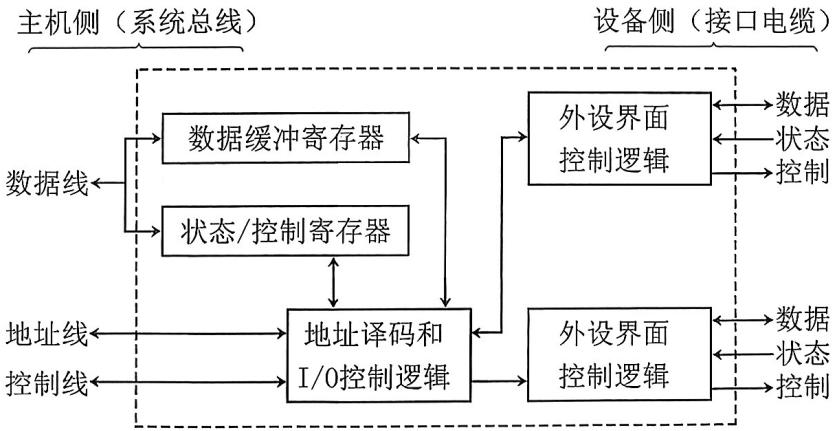 主机侧（系统总线）
设备侧（接口电缆）
数据缓冲寄存器
外设界面
控制逻辑
数据
状态
控制
数据线
状态/控制寄存器
地址线
控制线
地址译码和
I/O控制逻辑
外设界面
控制逻辑
数据
状态
控制